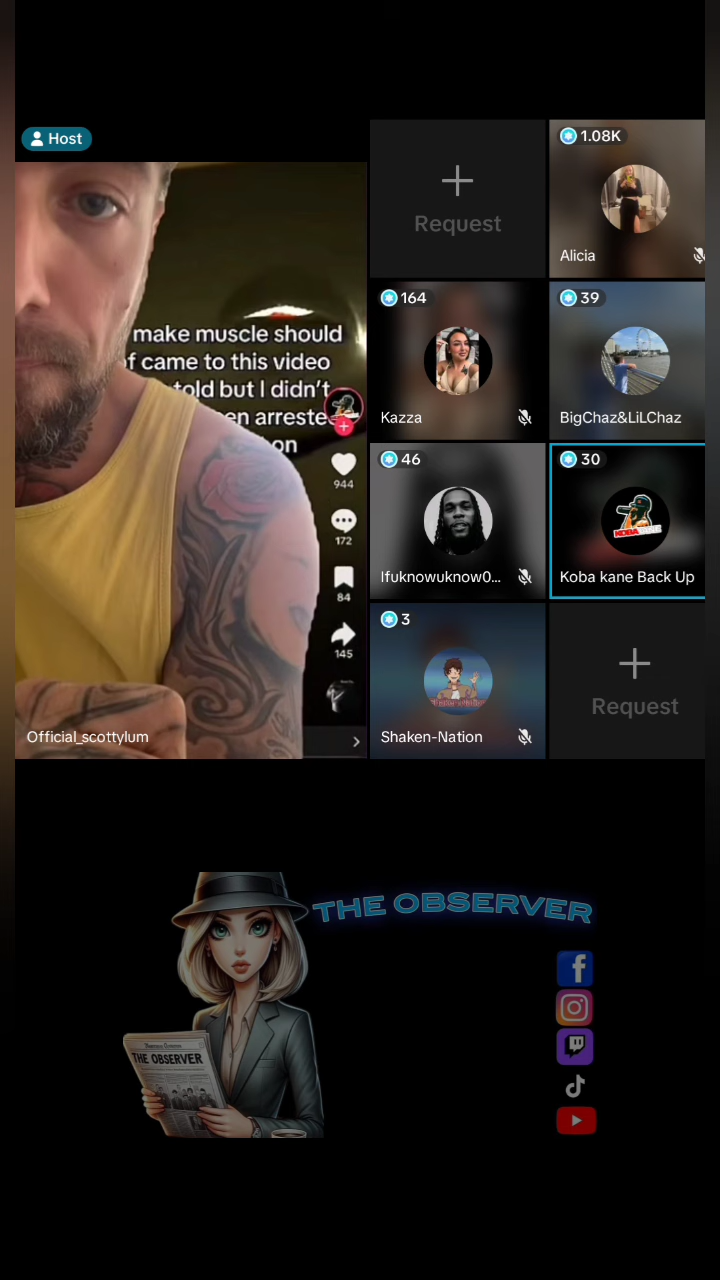 Host
make muscle should
f came to this video
told but I didn't
en arreste
on
944
172
84
145
Official_scottylum
Request
1.08K
Alicia
164
Kazza
39
BigChaz&LiLChaz
46
Ifuknowuknow0...
30
KOBA
Koba kane Back Up
3
Shaken-Nation
Request
THE OBSERVER
THE OBSERVER